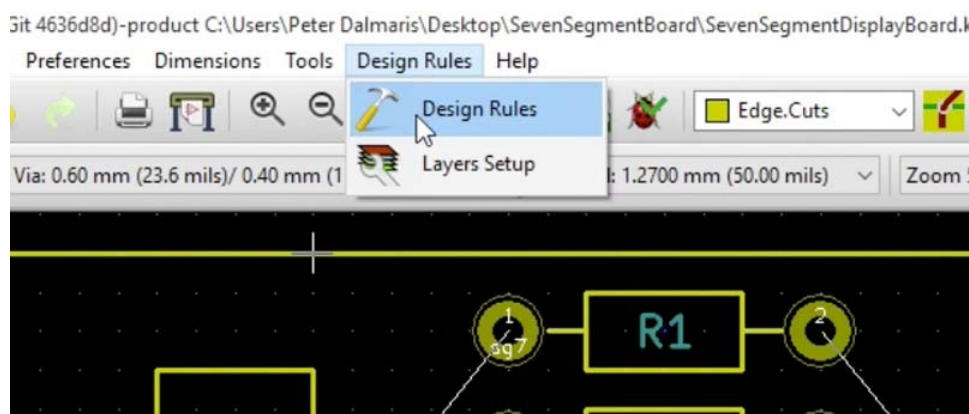 Git 4636d8d)-product C:\Users\Peter Dalmaris\Desktop\SevenSegmentBoard\SevenSegmentDisplayBoard.k
Preferences Dimensions Tools Design Rules Help
Design Rules
Edge.Cuts
Layers Setup
Via: 0.60 mm (23.6 mils)/ 0.40 mm (1
: 1.2700 mm (50.00 mils)
Zoom
1
sg7
R1
2